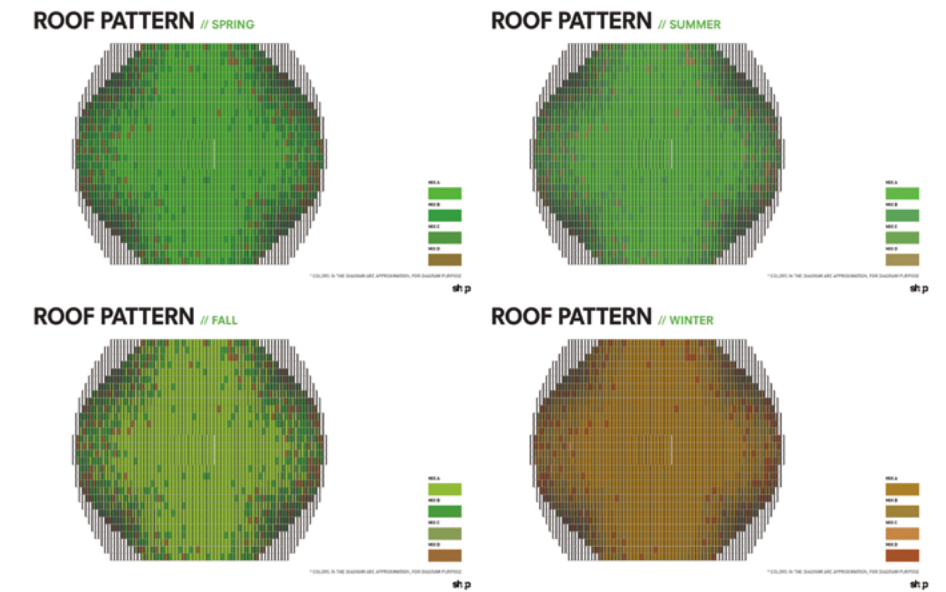 ROOF PATTERN // SPRING
MIX A
MIX B
MIX C
MIX D
* COLORS IN THE DIAGRAM ARE APPROXIMATION, FOR DIAGRAM PURPOSE
sh:p
ROOF PATTERN // SUMMER
MIX A
MIX B
MIX C
MIX D
* COLORS IN THE DIAGRAM ARE APPROXIMATION, FOR DIAGRAM PURPOSE
sh:p
ROOF PATTERN // FALL
MIX A
MIX B
MIX C
MIX D
* COLORS IN THE DIAGRAM ARE APPROXIMATION, FOR DIAGRAM PURPOSE
sh:p
ROOF PATTERN // WINTER
MIX A
MIX B
MIX C
MIX D
* COLORS IN THE DIAGRAM ARE APPROXIMATION, FOR DIAGRAM PURPOSE
sh:p